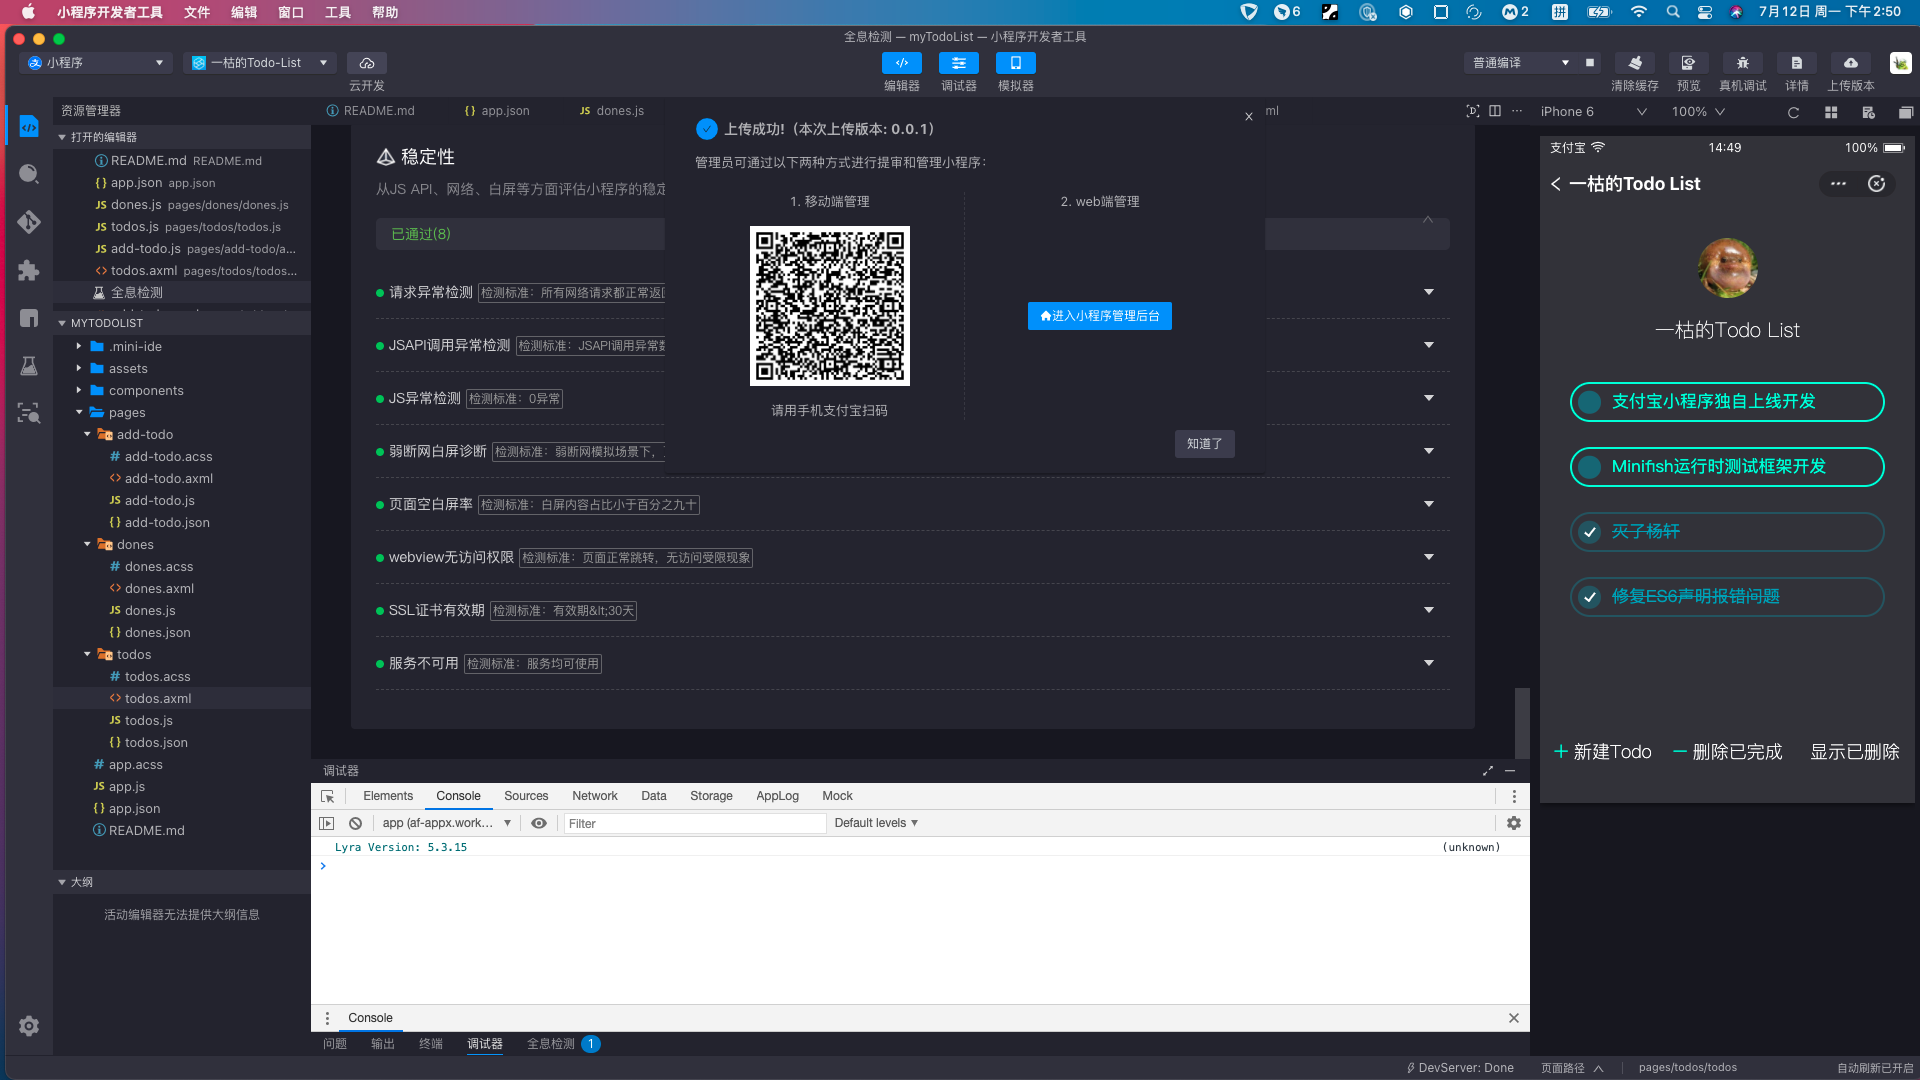 小程序开发者工具 文件 编辑 窗口 工具 帮助
6
2
拼
7月12日 周一 下午2:50
全息检测 — myTodoList — 小程序开发者工具
小程序
一枯的Todo-List
云开发
编辑器
调试器
模拟器
普通编译
清除缓存
预览
真机调试
详情
上传版本
资源管理器
打开的编辑器
README.md README.md
app.json app.json
dones.js pages/dones/dones.js
todos.js pages/todos/todos.js
add-todo.js pages/add-todo/a...
todos.axml pages/todos/todos...
全息检测
MYTODOLIST
.mini-ide
assets
components
pages
add-todo
add-todo.acss
add-todo.axml
add-todo.js
add-todo.json
dones
dones.acss
dones.axml
dones.js
dones.json
todos
todos.acss
todos.axml
todos.js
todos.json
app.acss
app.js
app.json
README.md
大纲
活动编辑器无法提供大纲信息
README.md
app.json
dones.js
ml
稳定性
从JS API、网络、白屏等方面评估小程序的稳定
已通过(8)
请求异常检测 检测标准：所有网络请求都正常返回
JSAPI调用异常检测 检测标准：JSAPI调用异常数
JS异常检测 检测标准：0异常
弱断网白屏诊断 检测标准：弱断网模拟场景下，
页面空白屏率 检测标准：白屏内容占比小于百分之九十
webview无访问权限 检测标准：页面正常跳转，无访问受限现象
SSL证书有效期 检测标准：有效期&lt;30天
服务不可用 检测标准：服务均可使用
上传成功!（本次上传版本: 0.0.1）
管理员可通过以下两种方式进行提审和管理小程序：
1. 移动端管理
请用手机支付宝扫码
2. web端管理
进入小程序管理后台
知道了
调试器
Elements Console Sources Network Data Storage AppLog Mock
app (af-appx.work...
Filter
Default levels
Lyra Version: 5.3.15
(unknown)
Console
问题 输出 终端 调试器 全息检测 1
iPhone 6
100%
支付宝
14:49
100%
一枯的Todo List
一枯的Todo List
支付宝小程序独自上线开发
Minifish运行时测试框架开发
灭了杨轩
修复ES6声明报错问题
新建Todo
删除已完成
显示已删除
DevServer: Done
页面路径
pages/todos/todos
自动刷新已开启